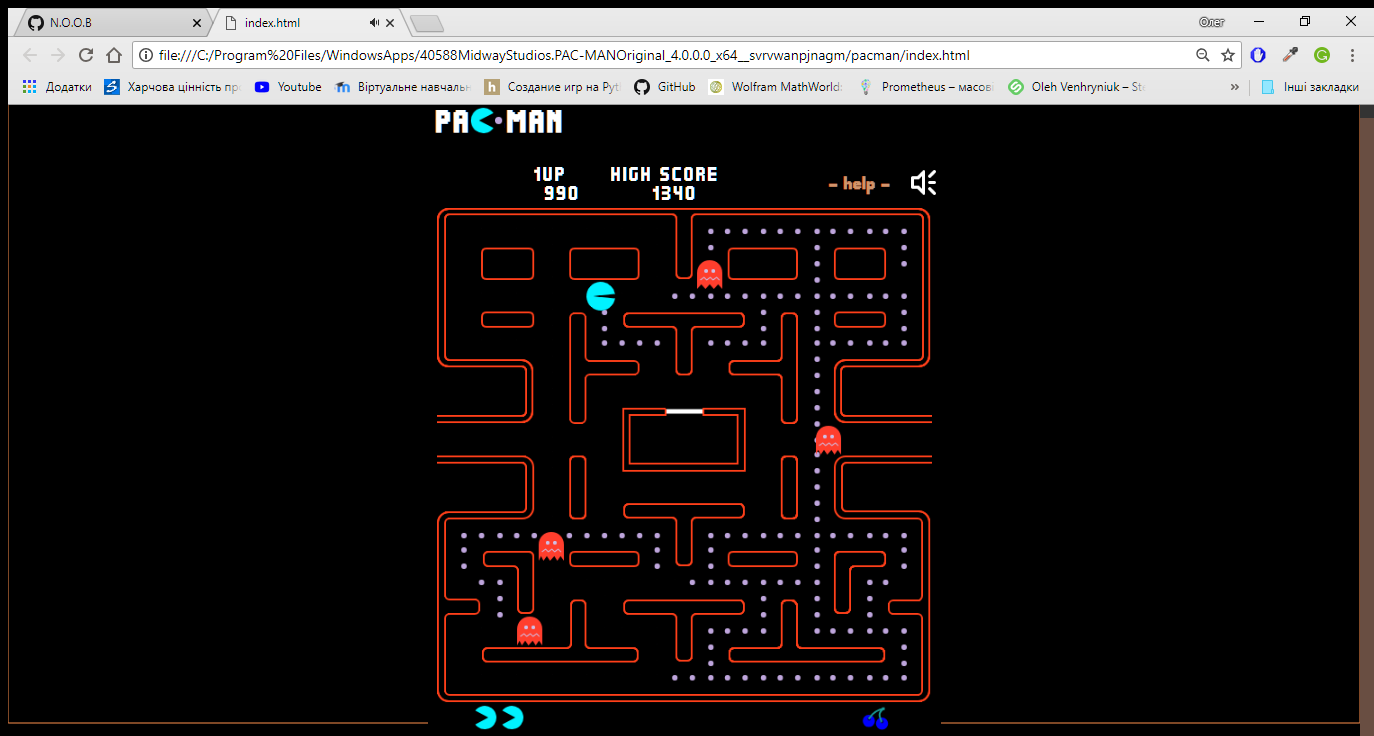 N.O.O.B
index.html
Олег
file:///C:/Program%20Files/WindowsApps/40588MidwayStudios.PAC-MANOriginal_4.0.0.0_x64__svrvwanpjnagm/pacman/index.html
Додатки
Харчова цінність про
Youtube
Віртуальне навчаль
Создание игр на Pyt
GitHub
Wolfram MathWorld:
Prometheus – масов
Oleh Venhryniuk – St
»
Інші закладки
PAC-MAN
1UP
HIGH SCORE
990
1340
– help –